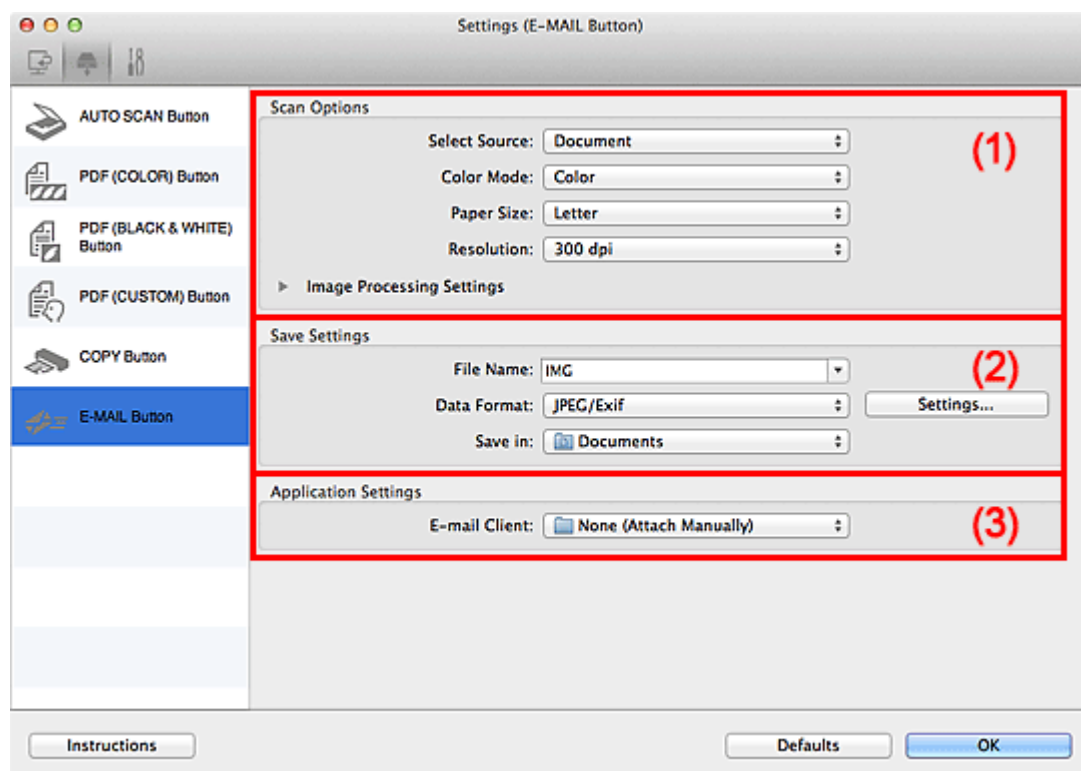 Settings (E-MAIL Button)
AUTO SCAN Button
PDF (COLOR) Button
PDF (BLACK & WHITE)
Button
PDF (CUSTOM) Button
COPY Button
E-MAIL Button
Scan Options
(1)
Select Source: Document
Color Mode: Color
Paper Size: Letter
Resolution: 300 dpi
Image Processing Settings
Save Settings
(2)
File Name: IMG
Data Format: JPEG/Exif Settings...
Save in: Documents
Application Settings
E-mail Client: None (Attach Manually) (3)
Instructions Defaults OK